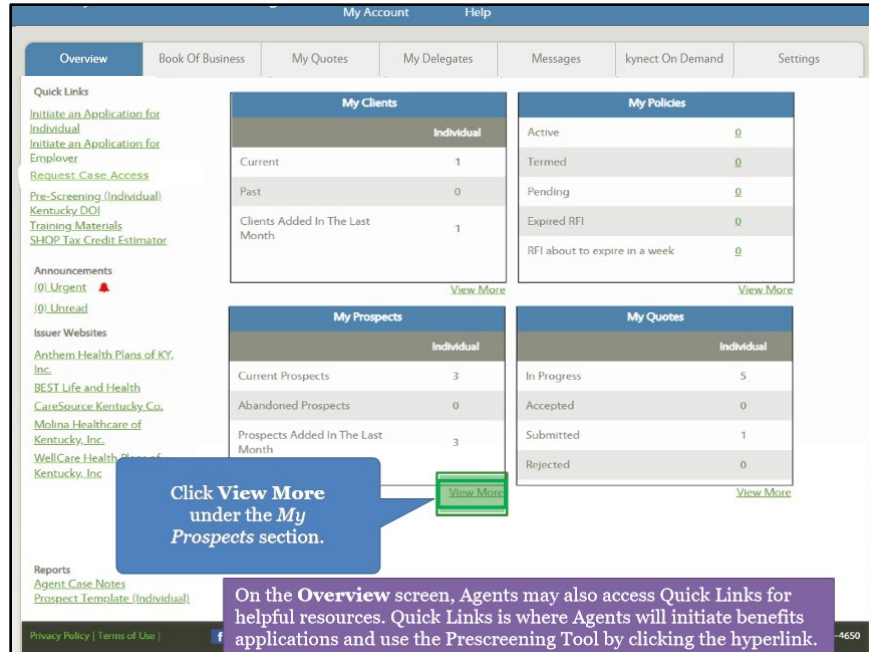 My Account Help
Overview Book Of Business My Quotes My Delegates Messages kynect On Demand Settings
Quick Links
Initiate an Application for
Individual
Initiate an Application for
Employer
Request Case Access
Pre-Screening (Individual)
Kentucky DOI
Training Materials
SHOP Tax Credit Estimator
Announcements
(0) Urgent
(0) Unread
Issuer Websites
Anthem Health Plans of KY,
Inc.
BEST Life and Health
CareSource Kentucky Co.
Molina Healthcare of
Kentucky, Inc.
WellCare Health Plans of
Kentucky, Inc
Reports
Agent Case Notes
Prospect Template (Individual)
My Clients
Individual
Current 1
Past 0
Clients Added In The Last
Month 1
View More
My Policies
Active 0
Termed 0
Pending 0
Expired RFI 0
RFI about to expire in a week 0
View More
My Prospects
Individual
Current Prospects 3
Abandoned Prospects 0
Prospects Added In The Last
Month 3
View More
My Quotes
Individual
In Progress 5
Accepted 0
Submitted 1
Rejected 0
View More
Click View More
under the My
Prospects section.
On the Overview screen, Agents may also access Quick Links for
helpful resources. Quick Links is where Agents will initiate benefits
applications and use the Prescreening Tool by clicking the hyperlink.
Privacy Policy | Terms of Use |
f
-4650